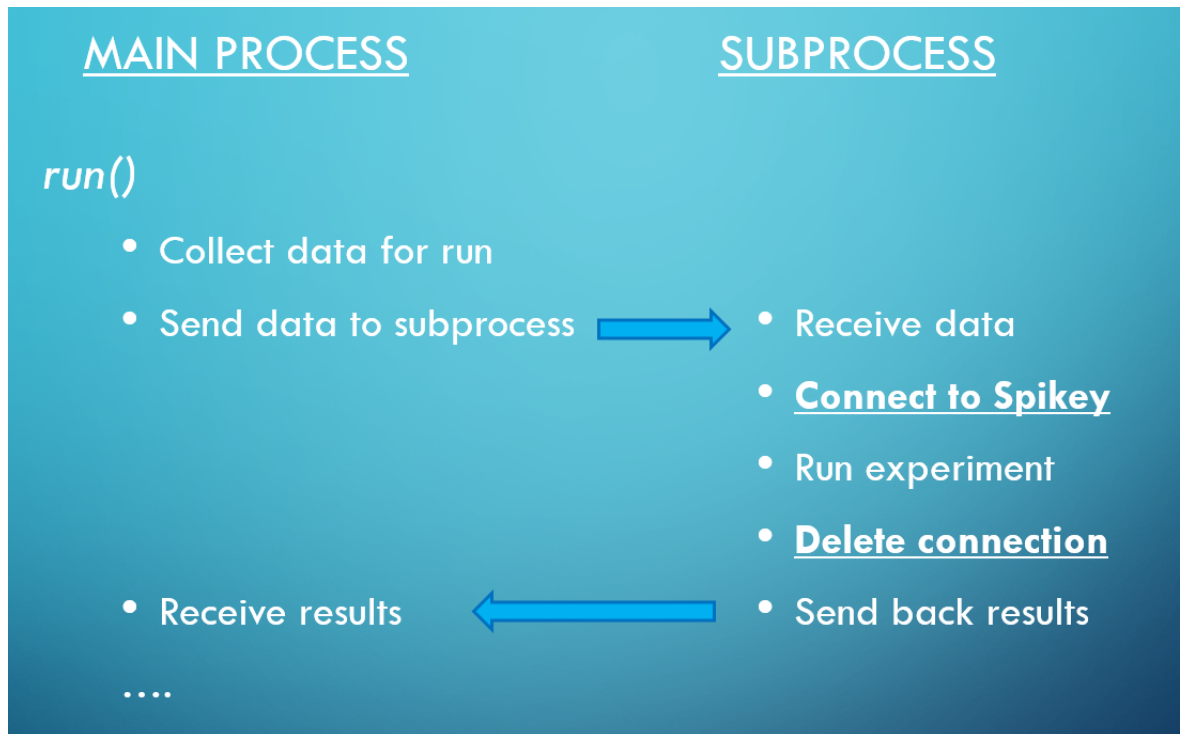 MAIN PROCESS
SUBPROCESS
run()
• Collect data for run
• Send data to subprocess
• Receive data
• Connect to Spikey
• Run experiment
• Delete connection
• Receive results
• Send back results
....